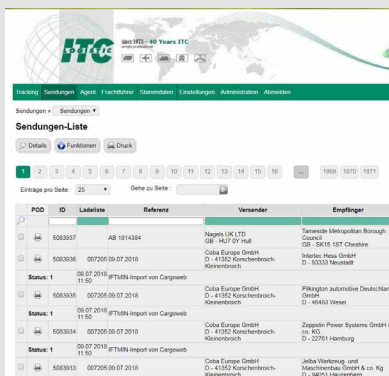 ITC
since 1973 - 40 Years ITC
Tracking Sendungen Agent Frachtführer Stammdaten Einstellungen Administration Abmelden
Sendungen » Sendungen ▼
Sendungen-Liste
Details Funktionen Druck
1 2 3 4 5 6 7 8 9 10 11 12 13 14 15 16 ... 1869 1870 1871
Einträge pro Seite: 25 ▼ Gehe zu Seite:
POD ID Ladeliste Referenz Versender Empfänger
5083937 AB 1814384 Nagels UK LTD
GB - HU7 0Y Hull
Tameside Metropolitan Borough
Council
GB - SK15 1ST Cheshire
5083936 007205 09.07.2018 Coba Europe GmbH
D - 41352 Korschenbroich-
Kleinenbroich
Intertec Hess GmbH
D - 93333 Neustadt
Status: 1 09.07.2018 11:50 IFTMIN-Import von Cargoweb
5083935 007205 09.07.2018 Coba Europe GmbH
D - 41352 Korschenbroich-
Kleinenbroich
Pilkington automotive Deutschlan
GmbH
D - 46483 Wesel
Status: 1 09.07.2018 11:50 IFTMIN-Import von Cargoweb
5083934 007205 09.07.2018 Coba Europe GmbH
D - 41352 Korschenbroich-
Kleinenbroich
Zeppelin Power Systems GmbH
co. KG
D - 22761 Hamburg
Status: 1 09.07.2018 11:50 IFTMIN-Import von Cargoweb
5083933 007205 09.07.2018 Coba Europe GmbH
D - 41352 Korschenbroich-
Kleinenbroich
Jelba Werkzeug- und
Maschinenbau GmbH & co. Kg
D - 94051 Hauzenberg